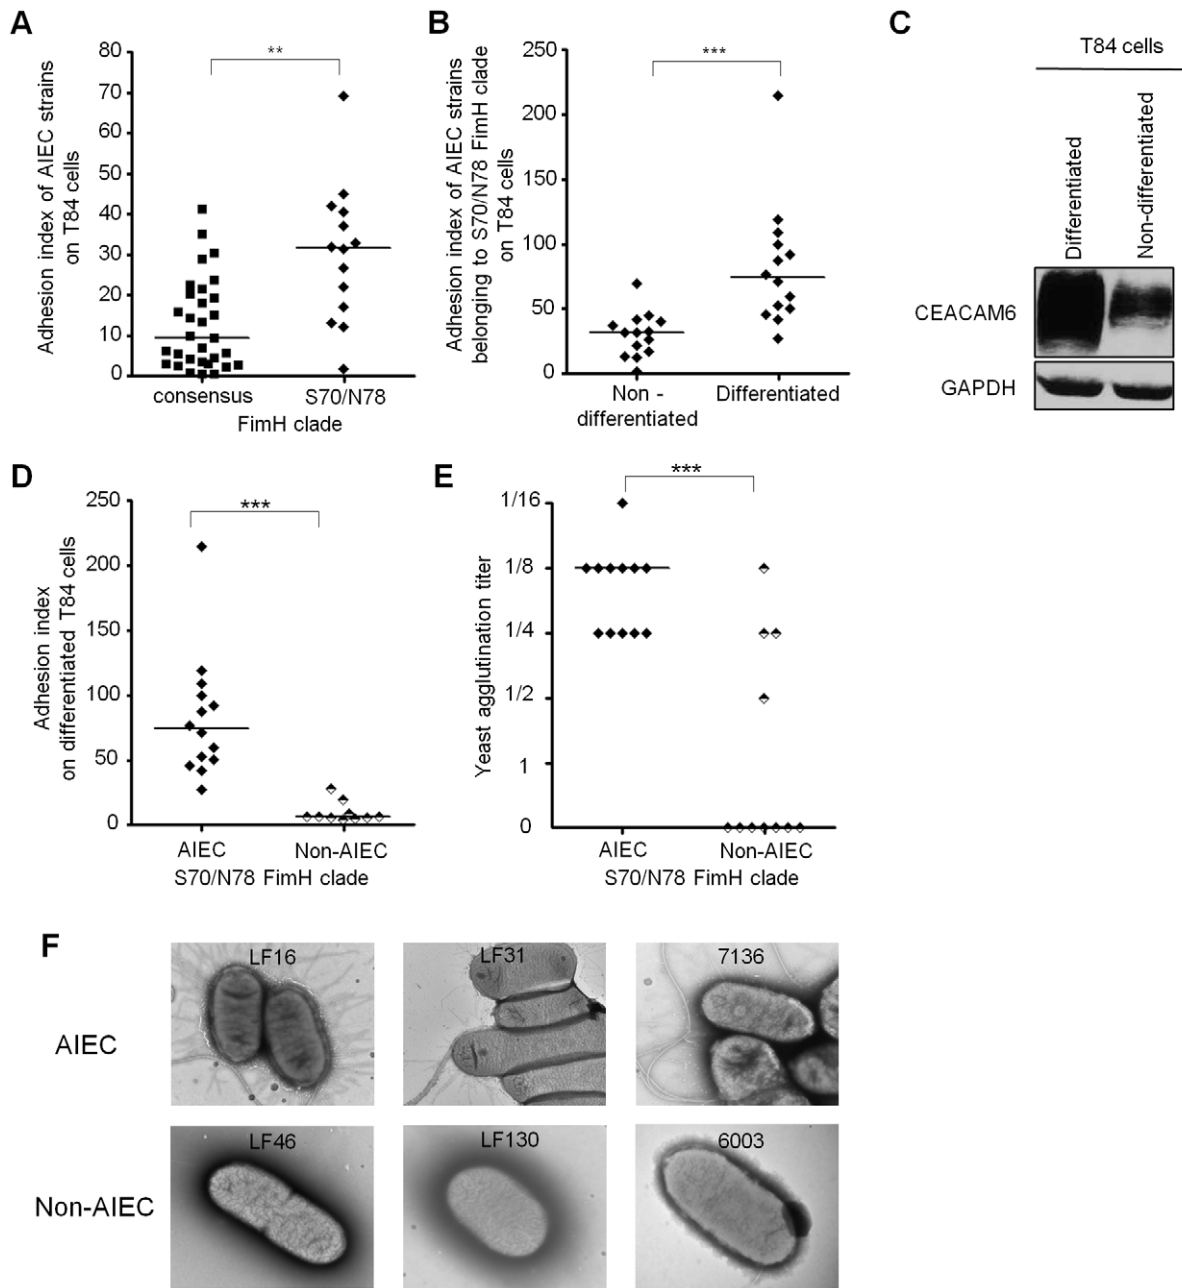 A
Adhesion index of AIEC strains
on T84 cells
80
70
60
50
40
30
20
10
0
**
consensus
S70/N78
FimH clade
B
Adhesion index of AIEC strains
belonging to S70/N78 FimH clade
on T84 cells
250
200
150
100
50
0
***
Non -
differentiated
Differentiated
C
T84 cells
Differentiated
Non-differentiated
CEACAM6
GAPDH
D
Adhesion index
on differentiated T84 cells
250
200
150
100
50
0
***
AIEC
Non-AIEC
S70/N78 FimH clade
E
Yeast agglutination titer
1/16
1/8
1/4
1/2
1
0
***
AIEC
Non-AIEC
S70/N78 FimH clade
F
AIEC
LF16
LF31
7136
Non-AIEC
LF46
LF130
6003